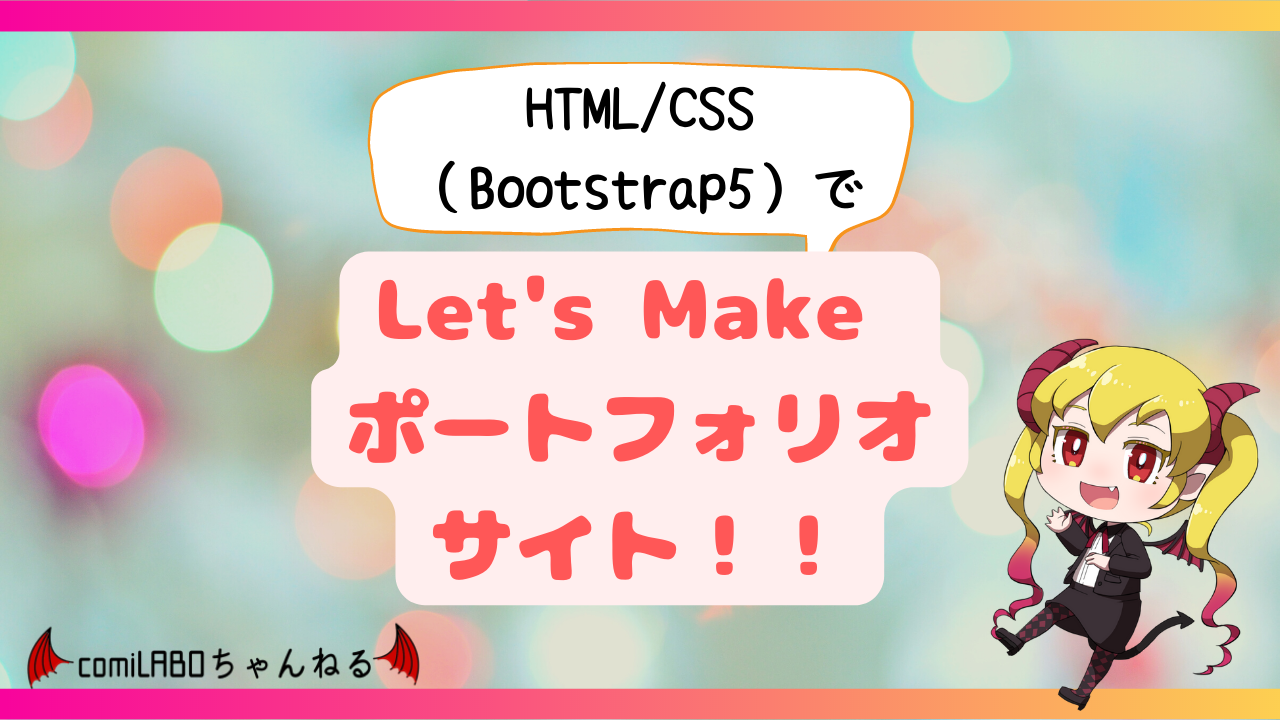 HTML/CSS
（Bootstrap5）で
Let's Make
ポートフォリオ
サイト！！
comiLABOちゃんねる